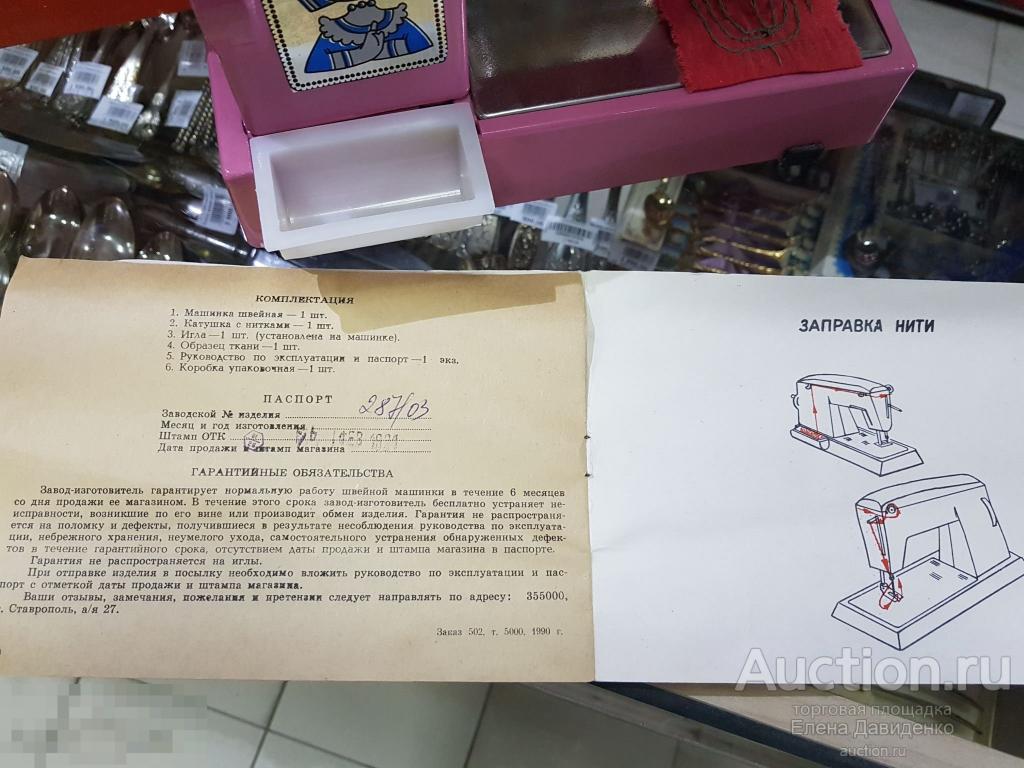 КОМПЛЕКТАЦИЯ
1. Машинка швейная — 1 шт.
2. Катушка с нитками — 1 шт.
3. Игла — 1 шт. (установлена на машинке).
4. Образец ткани — 1 шт.
5. Руководство по эксплуатации и паспорт — 1 экз.
6. Коробка упаковочная — 1 шт.
ПАСПОРТ
Заводской № изделия 287/03
Месяц и год изготовления
Штамп ОТК
Дата продажи и штамп магазина
ГАРАНТИЙНЫЕ ОБЯЗАТЕЛЬСТВА
Завод-изготовитель гарантирует нормальную работу швейной машинки в течение 6 месяцев
со дня продажи ее магазином. В течение этого срока завод-изготовитель бесплатно устраняет не-
исправности, возникшие по его вине или производит обмен изделия. Гарантия не распространя-
ется на поломку и дефекты, получившиеся в результате несоблюдения руководства по эксплуата-
ции, небрежного хранения, неумелого ухода, самостоятельного устранения обнаруженных дефек-
тов в течение гарантийного срока, отсутствием даты продажи и штампа магазина в паспорте.
Гарантия не распространяется на иглы.
При отправке изделия в посылку необходимо вложить руководство по эксплуатации и пас-
порт с отметкой даты продажи и штампа магазина.
Ваши отзывы, замечания, пожелания и претензии следует направлять по адресу: 355000,
г. Ставрополь, а/я 27.
Заказ 502, т. 5000, 1990 г.
ЗАПРАВКА НИТИ
Auction.ru
торговая площадка
Елена Давиденко
auction.ru